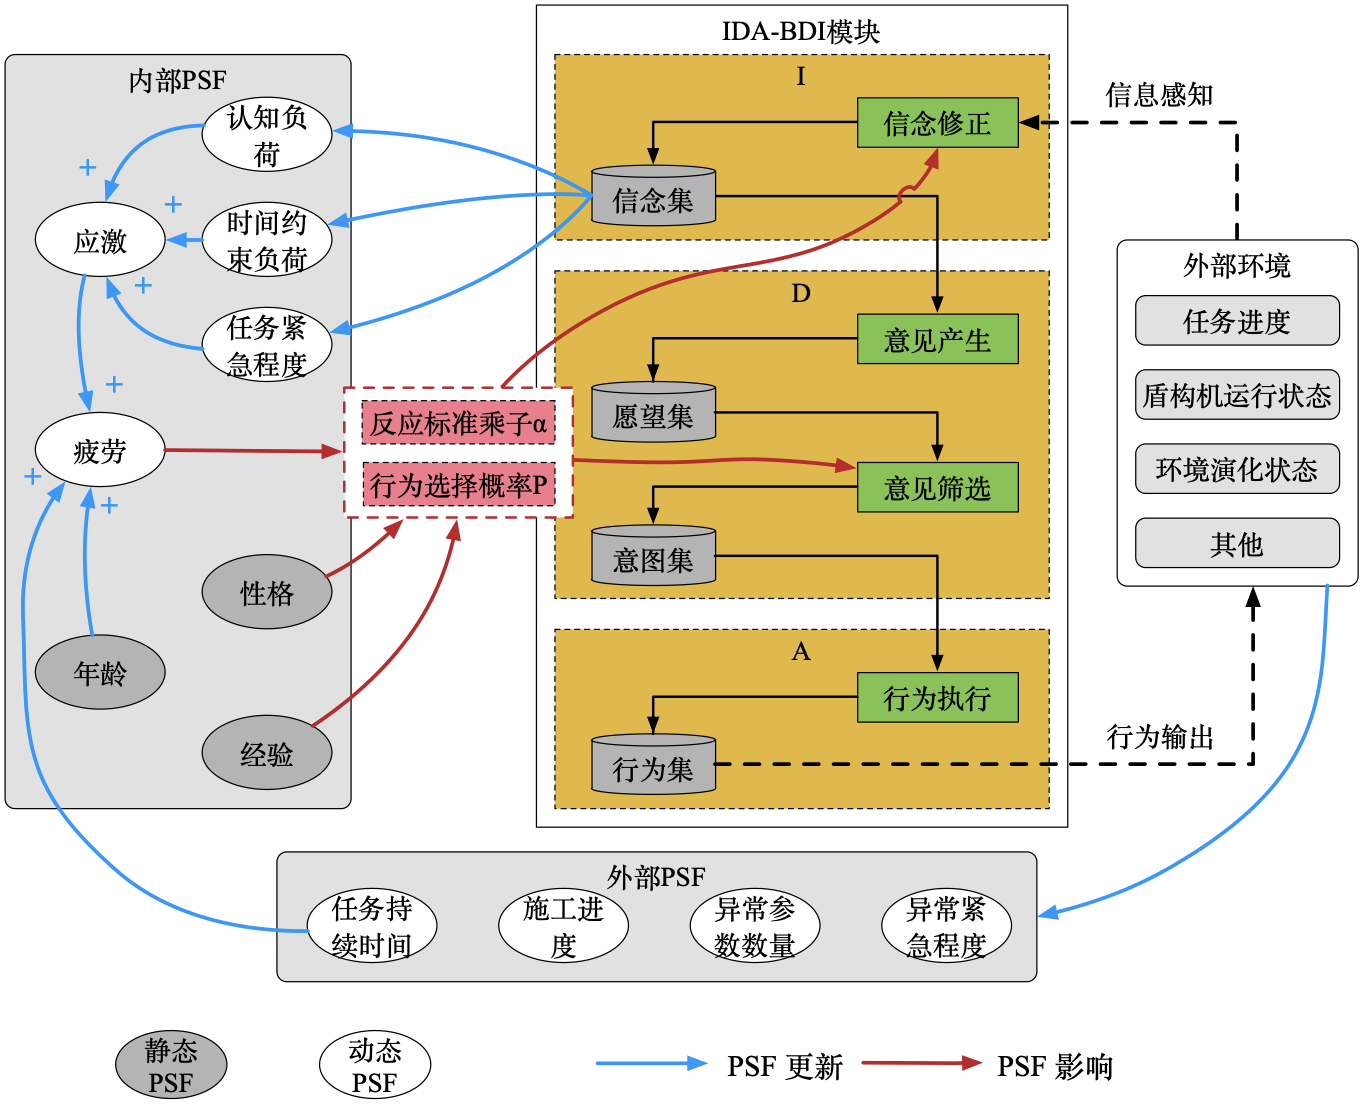 IDA-BDI模块
内部PSF
认知负
荷
+
应激
+
时间约
束负荷
+
任务紧
急程度
+
疲劳
+
+
性格
年龄
经验
反应标准乘子α
行为选择概率P
I
信念修正
信念集
D
意见产生
愿望集
意见筛选
意图集
A
行为执行
行为集
信息感知
外部环境
任务进度
盾构机运行状态
环境演化状态
其他
行为输出
外部PSF
任务持
续时间
施工进
度
异常参
数数量
异常紧
急程度
静态
PSF
动态
PSF
PSF 更新
PSF 影响